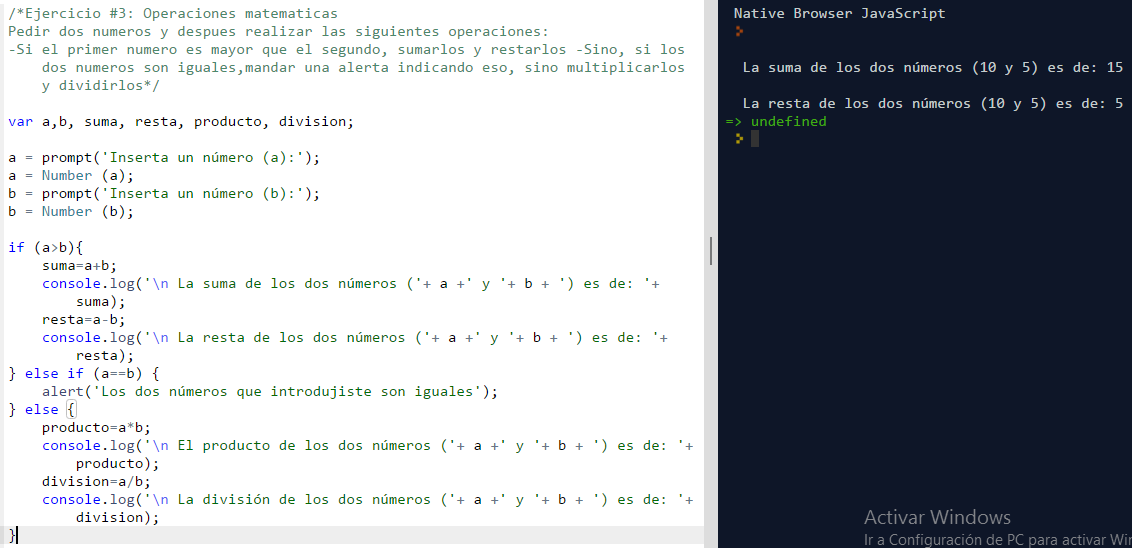 /*Ejercicio #3: Operaciones matematicas
Pedir dos numeros y despues realizar las siguientes operaciones:
-Si el primer numero es mayor que el segundo, sumarlos y restarlos -Sino, si los
dos numeros son iguales,mandar una alerta indicando eso, sino multiplicarlos
y dividirlos*/

var a,b, suma, resta, producto, division;

a = prompt('Inserta un número (a):');
a = Number (a);
b = prompt('Inserta un número (b):');
b = Number (b);

if (a>b){
    suma=a+b;
    console.log('\n La suma de los dos números ('+ a +' y '+ b + ') es de: '+
        suma);
    resta=a-b;
    console.log('\n La resta de los dos números ('+ a +' y '+ b + ') es de: '+
        resta);
} else if (a==b) {
    alert('Los dos números que introdujiste son iguales');
} else {
    producto=a*b;
    console.log('\n El producto de los dos números ('+ a +' y '+ b + ') es de: '+
        producto);
    division=a/b;
    console.log('\n La división de los dos números ('+ a +' y '+ b + ') es de: '+
        division);
}
Native Browser JavaScript
La suma de los dos números (10 y 5) es de: 15
La resta de los dos números (10 y 5) es de: 5
=> undefined
Activar Windows
Ir a Configuración de PC para activar Win